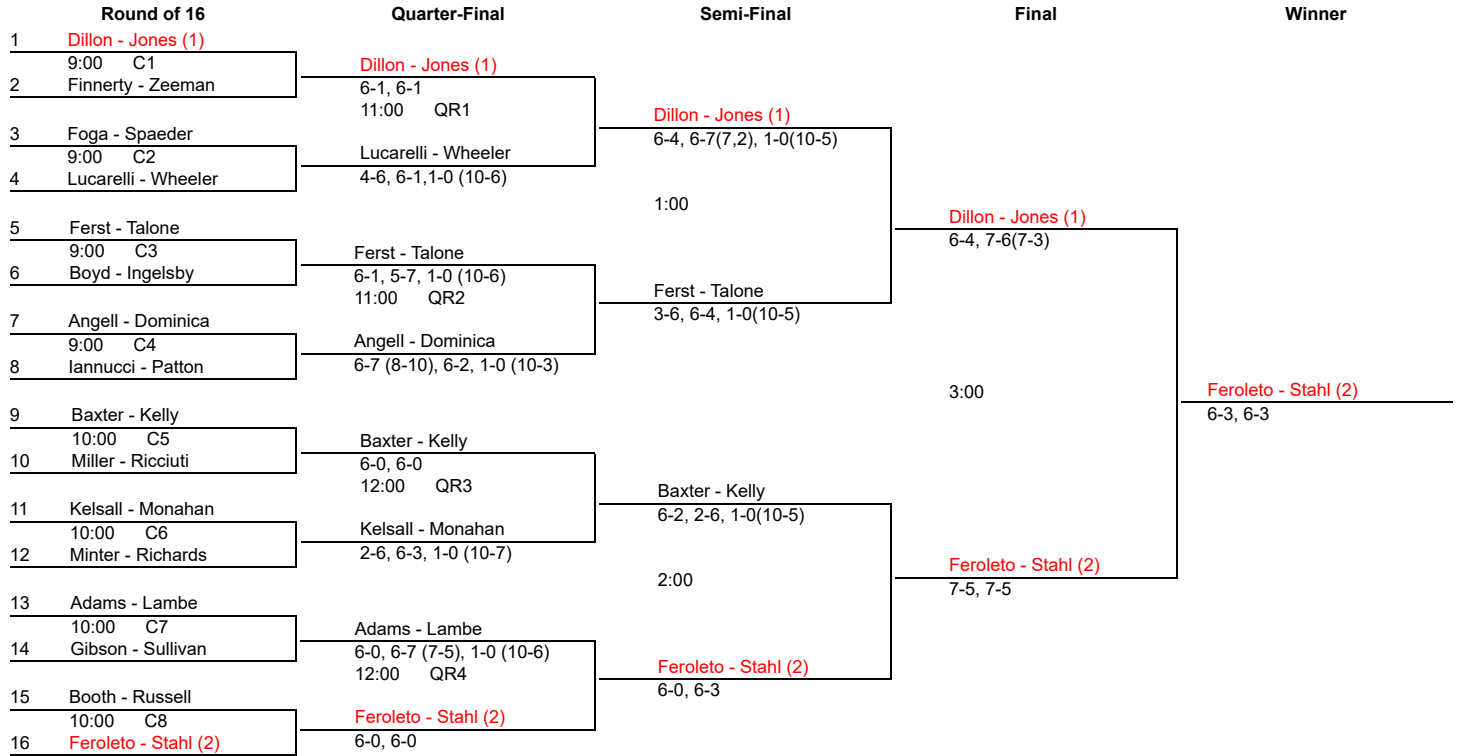 Round of 16
Quarter-Final
Semi-Final
Final
Winner
1 Dillon - Jones (1)
9:00 C1
2 Finnerty - Zeeman
3 Foga - Spaeder
9:00 C2
4 Lucarelli - Wheeler
5 Ferst - Talone
9:00 C3
6 Boyd - Ingelsby
7 Angell - Dominica
9:00 C4
8 Iannucci - Patton
9 Baxter - Kelly
10:00 C5
10 Miller - Ricciuti
11 Kelsall - Monahan
10:00 C6
12 Minter - Richards
13 Adams - Lambe
10:00 C7
14 Gibson - Sullivan
15 Booth - Russell
10:00 C8
16 Feroleto - Stahl (2)
Dillon - Jones (1)
6-1, 6-1
11:00 QR1
Lucarelli - Wheeler
4-6, 6-1,1-0 (10-6)
Ferst - Talone
6-1, 5-7, 1-0 (10-6)
11:00 QR2
Angell - Dominica
6-7 (8-10), 6-2, 1-0 (10-3)
Baxter - Kelly
6-0, 6-0
12:00 QR3
Kelsall - Monahan
2-6, 6-3, 1-0 (10-7)
Adams - Lambe
6-0, 6-7 (7-5), 1-0 (10-6)
12:00 QR4
Feroleto - Stahl (2)
6-0, 6-0
Dillon - Jones (1)
6-4, 6-7(7,2), 1-0(10-5)
1:00
Ferst - Talone
3-6, 6-4, 1-0(10-5)
Baxter - Kelly
6-2, 2-6, 1-0(10-5)
2:00
Feroleto - Stahl (2)
6-0, 6-3
Dillon - Jones (1)
6-4, 7-6(7-3)
3:00
Feroleto - Stahl (2)
7-5, 7-5
Feroleto - Stahl (2)
6-3, 6-3